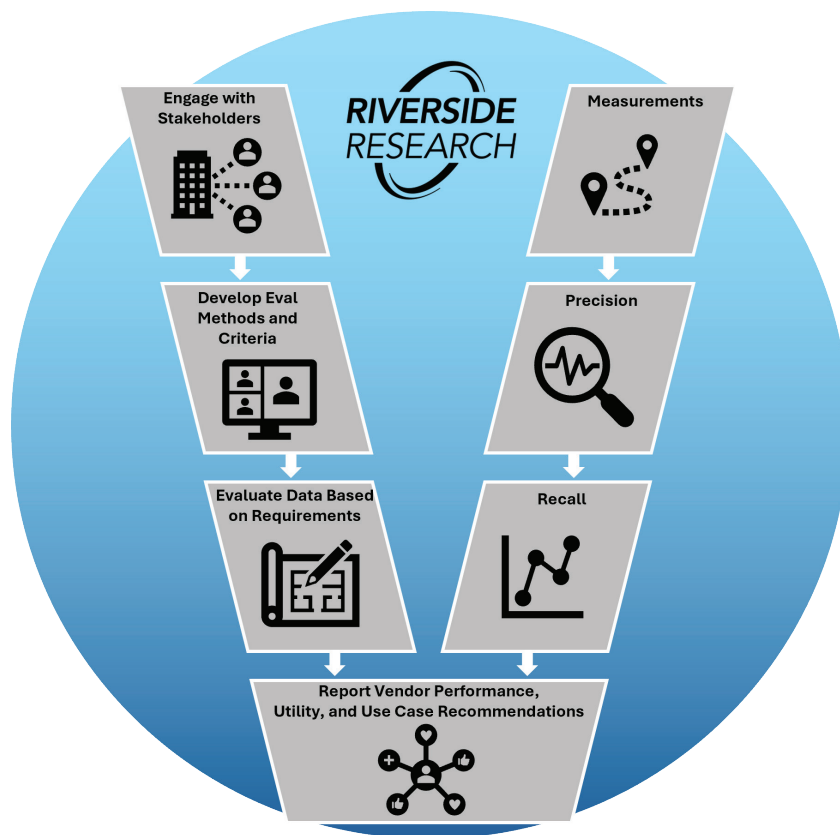 RIVERSIDE
RESEARCH
Engage with
Stakeholders
Develop Eval
Methods and
Criteria
Evaluate Data Based
on Requirements
Measurements
Precision
Recall
Report Vendor Performance,
Utility, and Use Case Recommendations